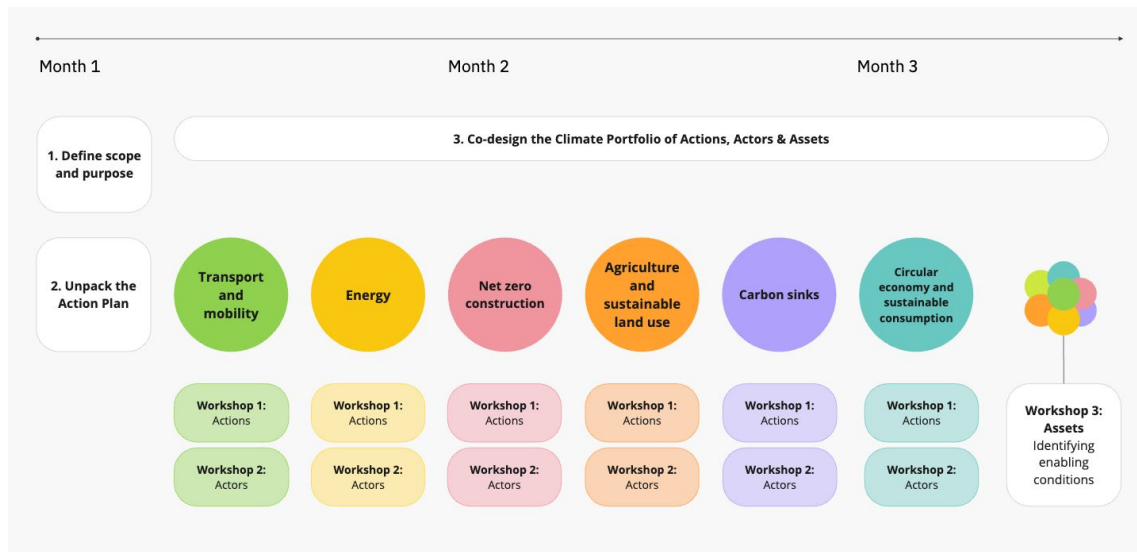 Month 1
Month 2
Month 3
1. Define scope
and purpose
3. Co-design the Climate Portfolio of Actions, Actors & Assets
2. Unpack the
Action Plan
Transport
and
mobility
Energy
Net zero
construction
Agriculture
and
sustainable
land use
Carbon sinks
Circular
economy and
sustainable
consumption
Workshop 1:
Actions
Workshop 1:
Actions
Workshop 1:
Actions
Workshop 1:
Actions
Workshop 1:
Actions
Workshop 1:
Actions
Workshop 2:
Actors
Workshop 2:
Actors
Workshop 2:
Actors
Workshop 2:
Actors
Workshop 2:
Actors
Workshop 2:
Actors
Workshop 3:
Assets
Identifying
enabling
conditions